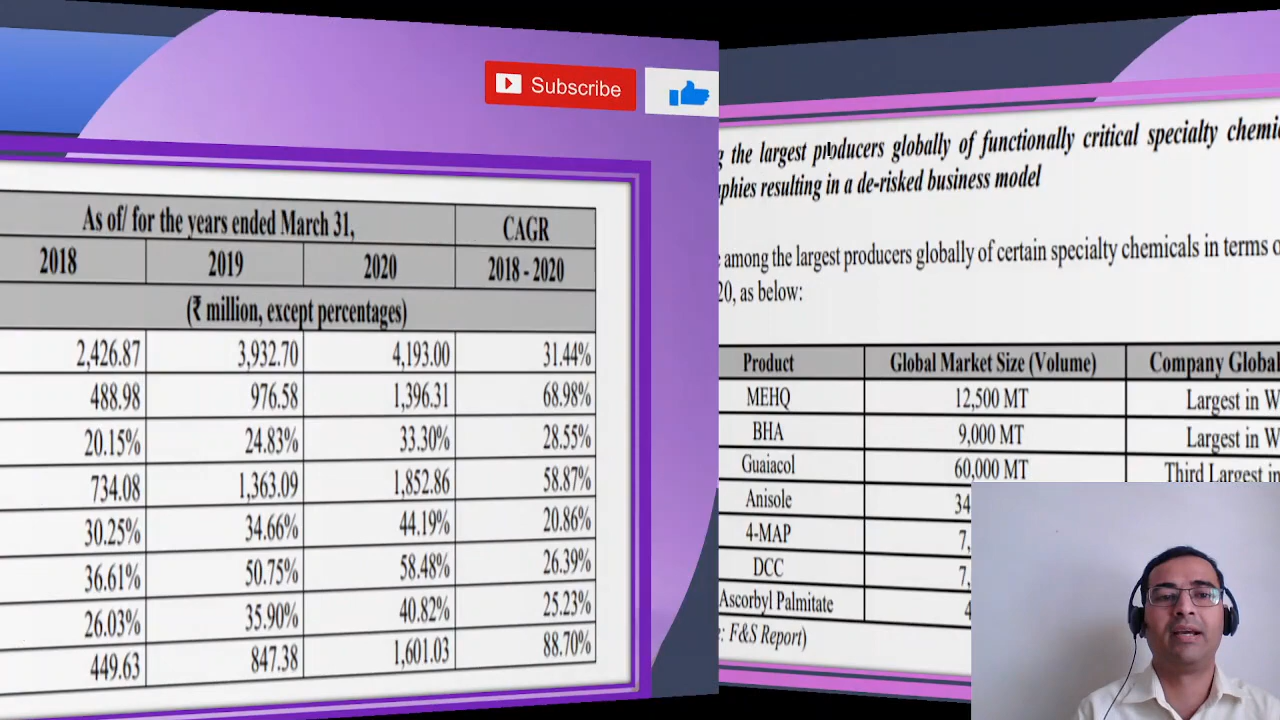 Subscribe
As of/ for the years ended March 31,
CAGR
2018
2019
2020
2018 - 2020
(₹ million, except percentages)
2,426.87
3,932.70
4,193.00
31.44%
488.98
976.58
1,396.31
68.98%
20.15%
24.83%
33.30%
28.55%
734.08
1,363.09
1,852.86
58.87%
30.25%
34.66%
44.19%
20.86%
36.61%
50.75%
58.48%
26.39%
26.03%
35.90%
40.82%
25.23%
449.63
847.38
1,601.03
88.70%
the largest producers globally of functionally critical specialty chemi
phies resulting in a de-risked business model
among the largest producers globally of certain specialty chemicals in terms o
20, as below:
Product
Global Market Size (Volume)
Company Global
MEHQ
12,500 MT
Largest in W
BHA
9,000 MT
Largest in W
Guaiacol
60,000 MT
Third Largest in
Anisole
34
4-MAP
7,
DCC
7,
Ascorbyl Palmitate
4
: F&S Report)